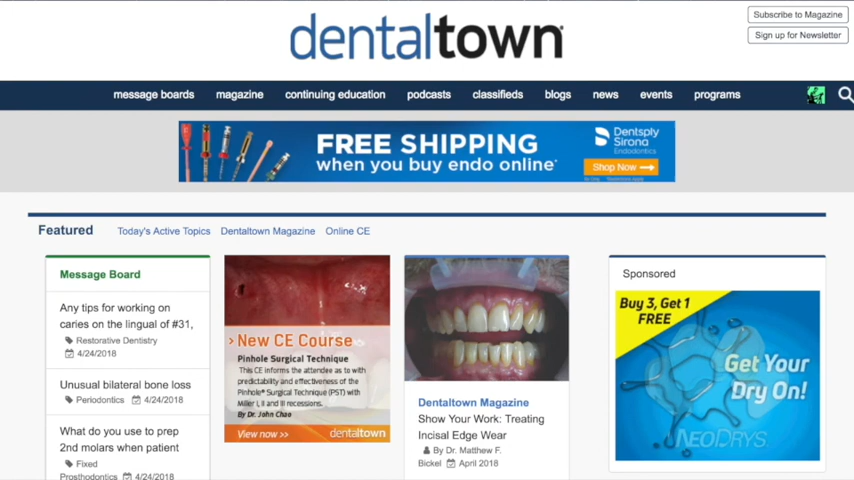 dentaltown
Subscribe to Magazine
Sign up for Newsletter
message boards
magazine
continuing education
podcasts
classifieds
blogs
news
events
programs
FREE SHIPPING
when you buy endo online*
Dentsply
Sirona
Endodontics
Shop Now
Featured
Today's Active Topics
Dentaltown Magazine
Online CE
Message Board
Any tips for working on
caries on the lingual of #31,
Restorative Dentistry
4/24/2018
Unusual bilateral bone loss
Periodontics
4/24/2018
What do you use to prep
2nd molars when patient
Fixed
Prosthodontics
4/24/2018
> New CE Course
Pinhole Surgical Technique
This CE informs the attendee as to with
predictability and effectiveness of the
Pinhole® Surgical Technique (PST) with
Miller I, II and III recessions.
By Dr. John Chao
View now >>
dentaltown
Dentaltown Magazine
Show Your Work: Treating
Incisal Edge Wear
By Dr. Matthew F.
Bickel
April 2018
Sponsored
Buy 3, Get 1
FREE
Get Your
Dry On!
NEODRYS